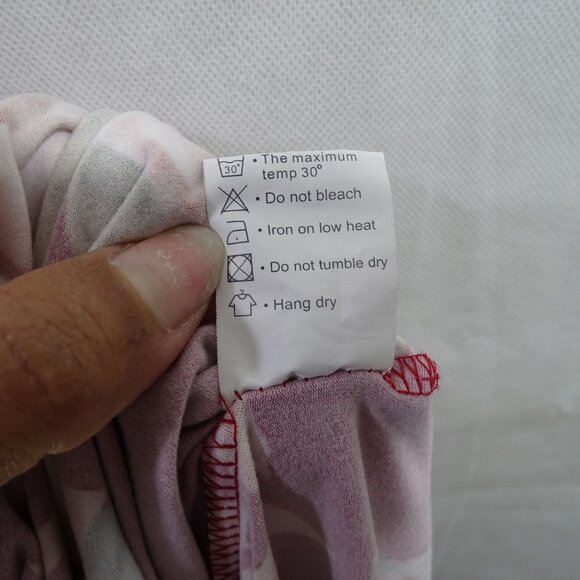 30°
• The maximum
temp 30°
• Do not bleach
• Iron on low heat
• Do not tumble dry
• Hang dry